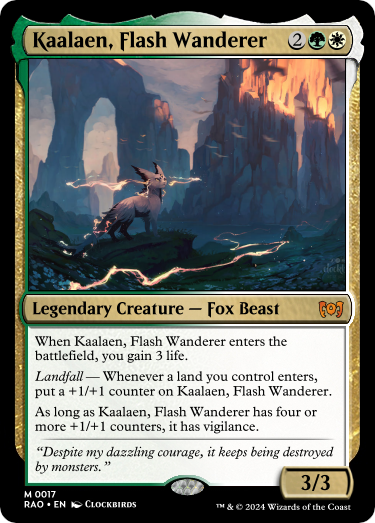 Kaalaen, Flash Wanderer 2
Legendary Creature — Fox Beast
When Kaalaen, Flash Wanderer enters the
battlefield, you gain 3 life.
Landfall — Whenever a land you control enters,
put a +1/+1 counter on Kaalaen, Flash Wanderer.
As long as Kaalaen, Flash Wanderer has four or
more +1/+1 counters, it has vigilance.
“Despite my dazzling courage, it keeps being destroyed
by monsters.”
3/3
M 0017
RAO • EN CLOCKBIRDS
™ & © 2024 Wizards of the Coast